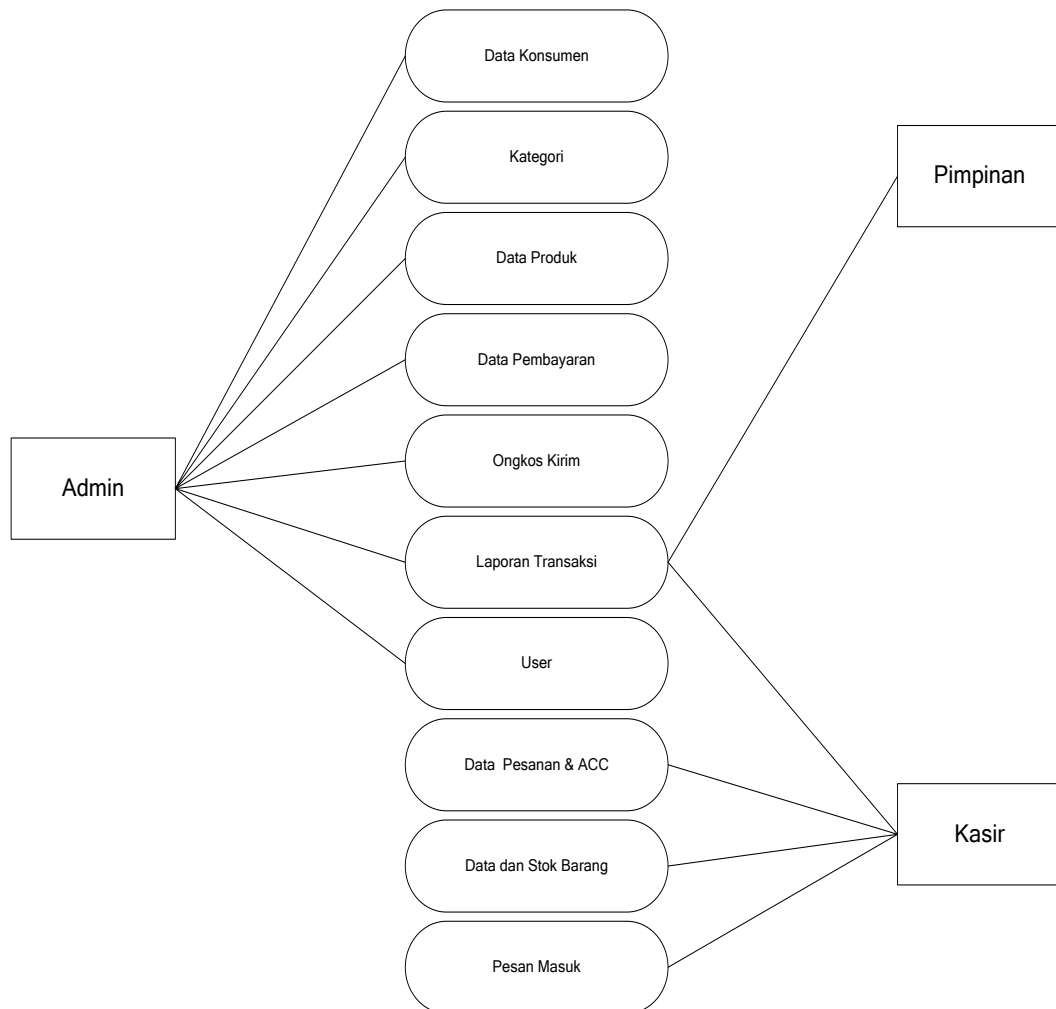 Data Konsumen
Kategori
Pimpinan
Data Produk
Data Pembayaran
Ongkos Kirim
Admin
Laporan Transaksi
User
Data  Pesanan & ACC
Kasir
Data dan Stok Barang
Pesan Masuk